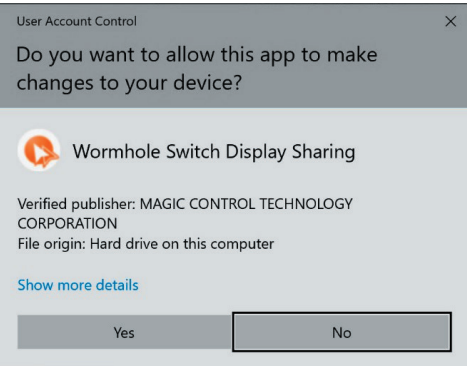 User Account Control
Do you want to allow this app to make
changes to your device?
Wormhole Switch Display Sharing
Verified publisher: MAGIC CONTROL TECHNOLOGY
CORPORATION
File origin: Hard drive on this computer
Show more details
Yes
No